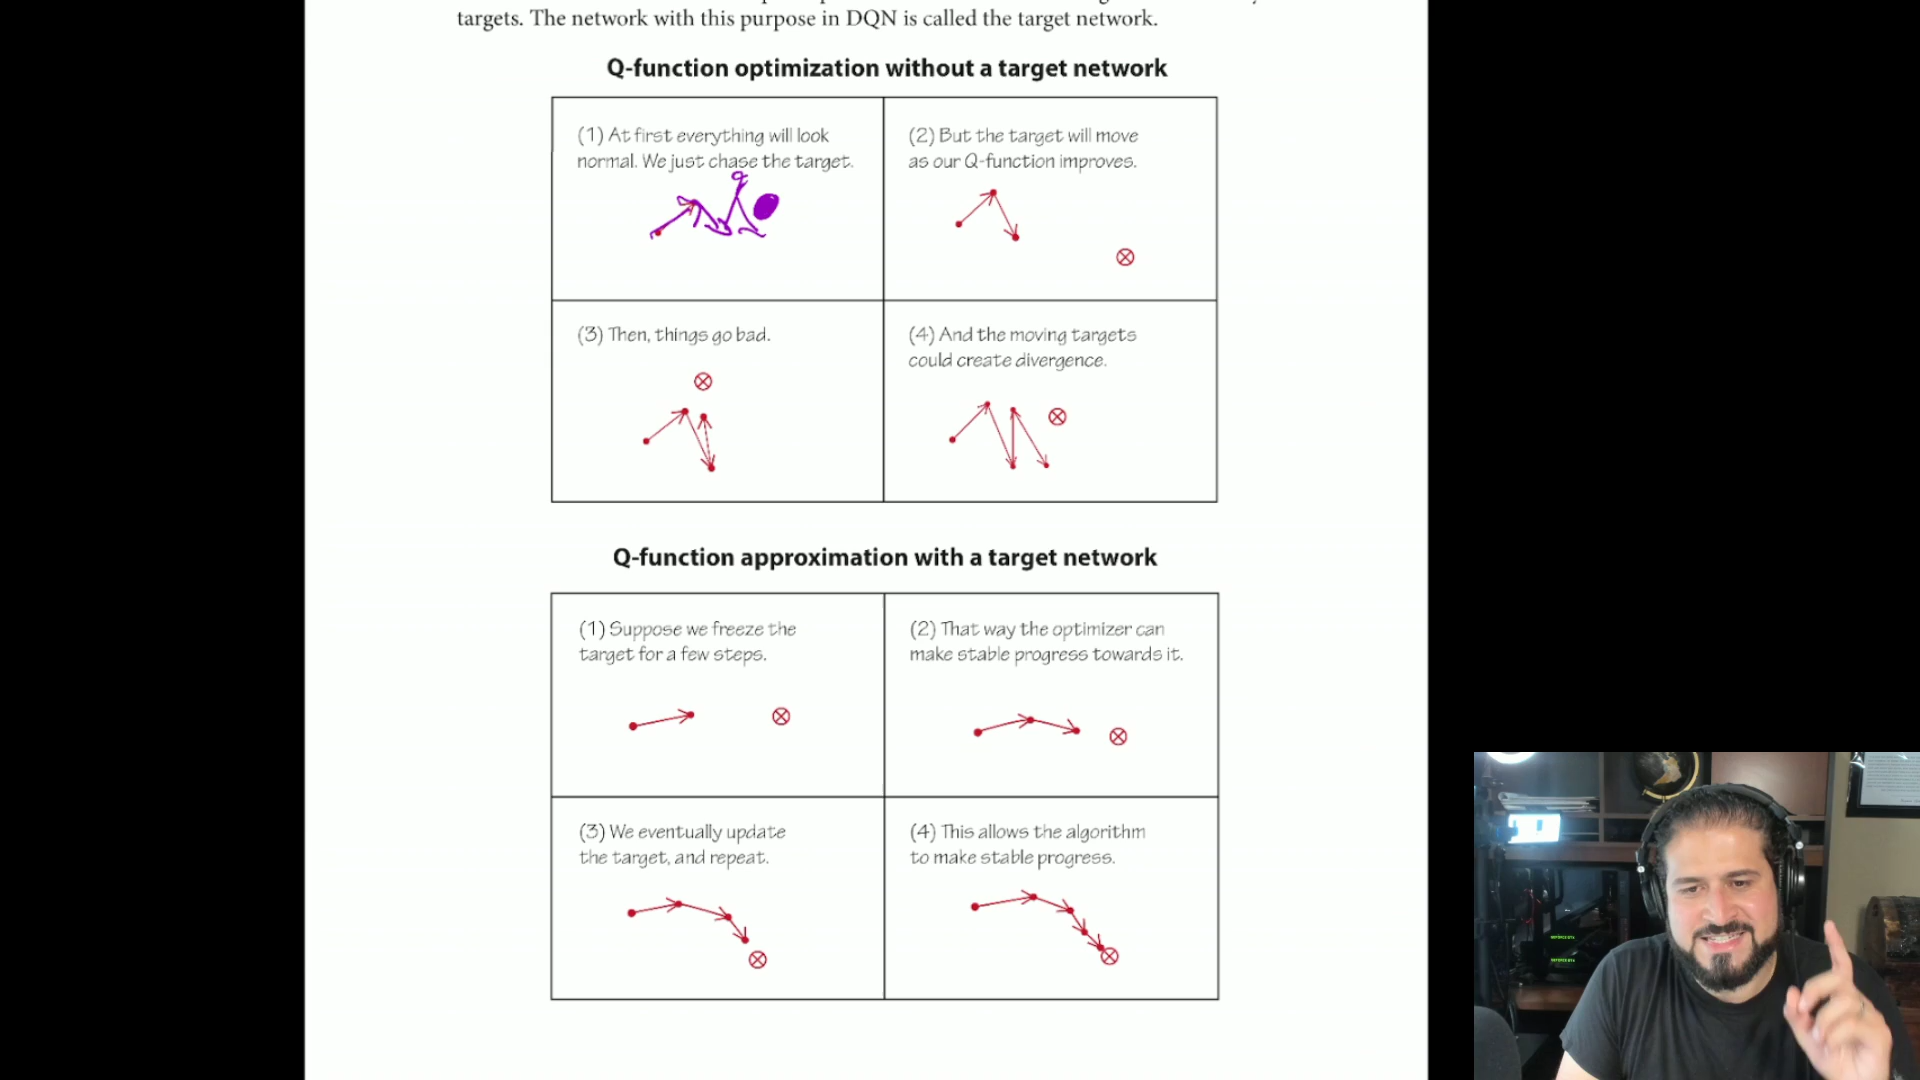 targets. The network with this purpose in DQN is called the target network.
Q-function optimization without a target network
(1) At first everything will look
normal. We just chase the target.
(2) But the target will move
as our Q-function improves.
(3) Then, things go bad.
(4) And the moving targets
could create divergence.
Q-function approximation with a target network
(1) Suppose we freeze the
target for a few steps.
(2) That way the optimizer can
make stable progress towards it.
(3) We eventually update
the target, and repeat.
(4) This allows the algorithm
to make stable progress.